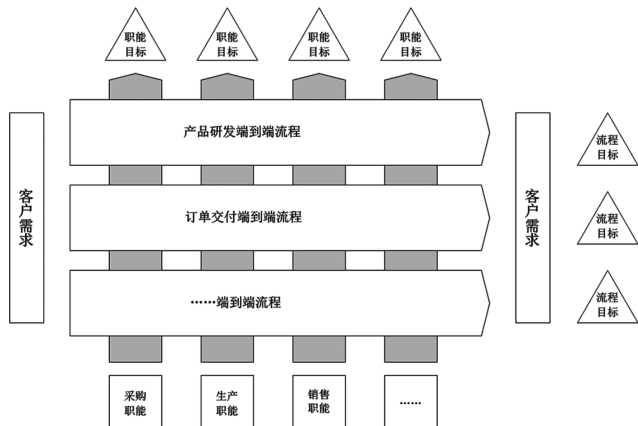 职能
目标
职能
目标
职能
目标
职能
目标
客户需求
产品研发端到端流程
订单交付端到端流程
……端到端流程
客户需求
流程
目标
流程
目标
流程
目标
采购
职能
生产
职能
销售
职能
……